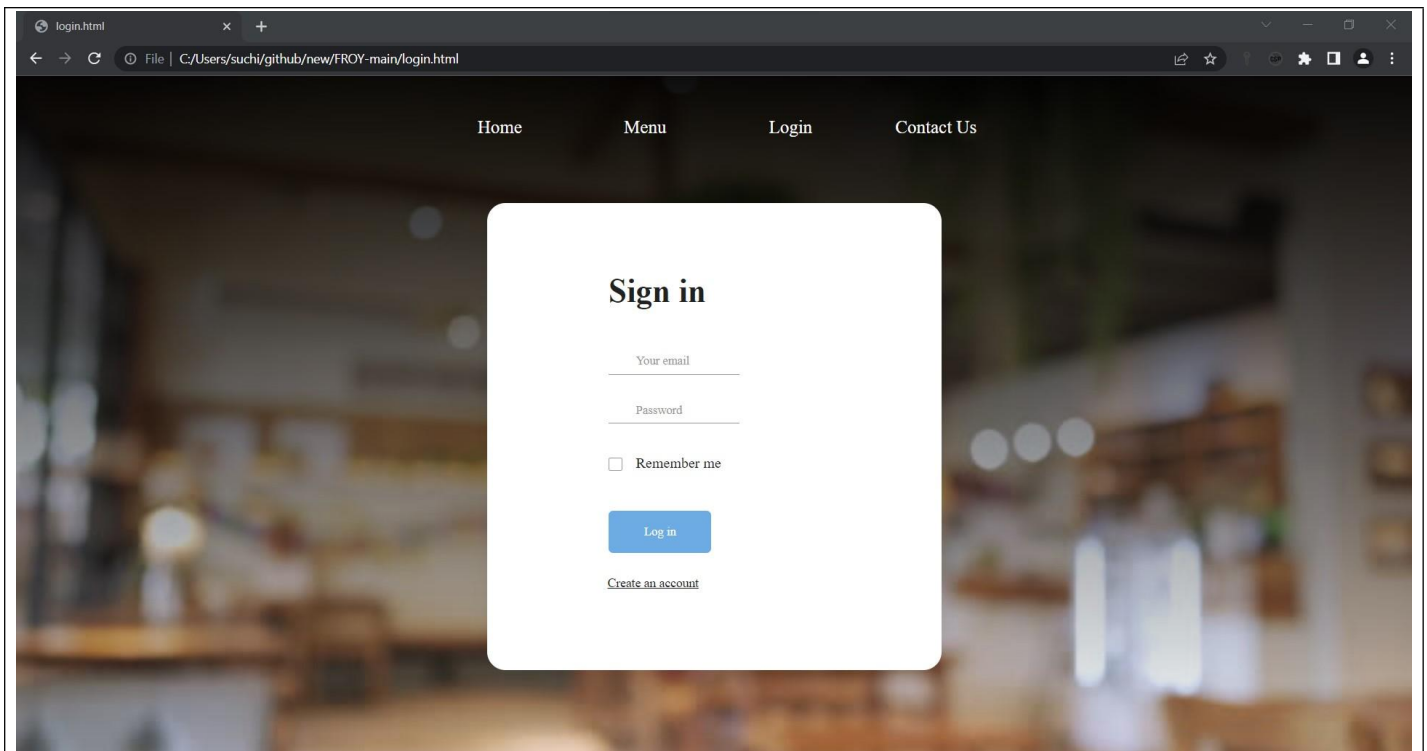 login.html
File | C:/Users/suchi/github/new/FROY-main/login.html
Home Menu Login Contact Us
Sign in
Your email
Password
Remember me
Log in
Create an account